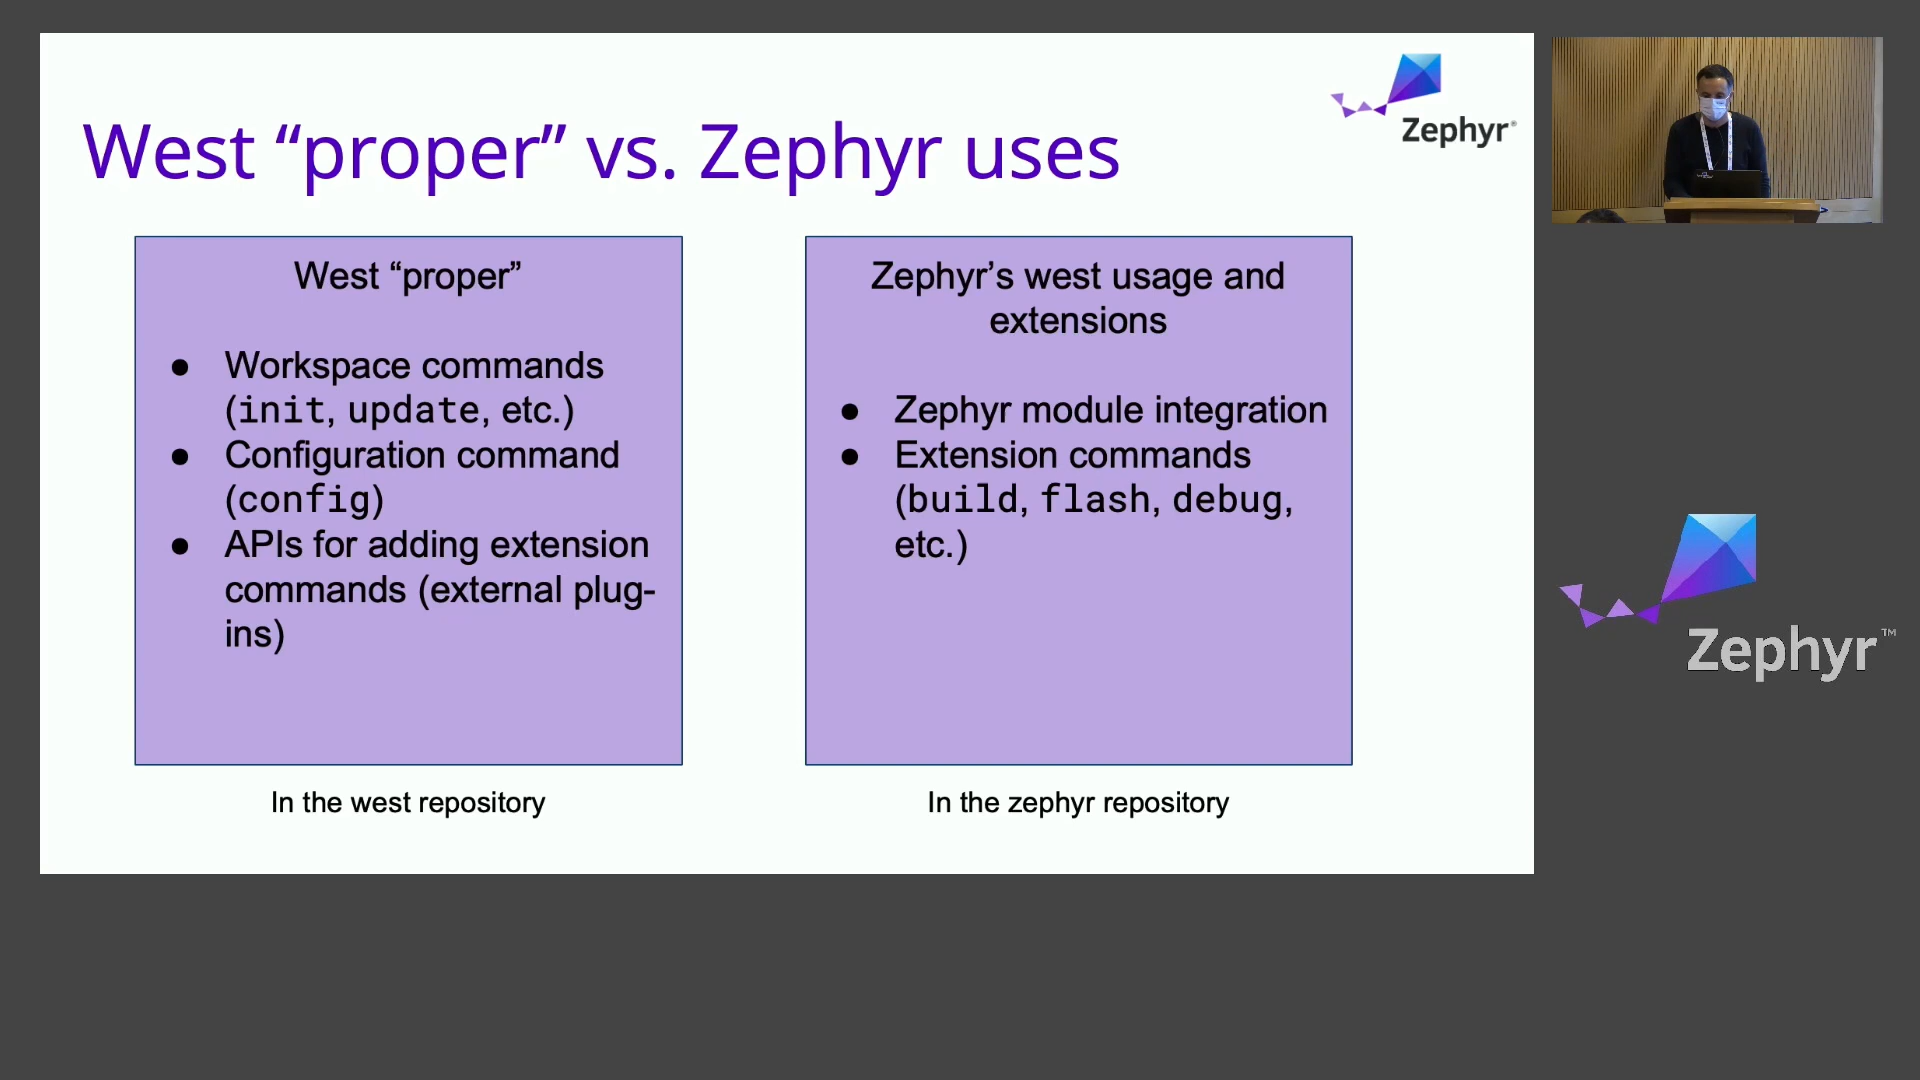 West “proper” vs. Zephyr uses
Zephyr®
West “proper”
● Workspace commands
(init, update, etc.)
● Configuration command
(config)
● APIs for adding extension
commands (external plug-
ins)
In the west repository
Zephyr’s west usage and
extensions
● Zephyr module integration
● Extension commands
(build, flash, debug,
etc.)
In the zephyr repository
Zephyr™